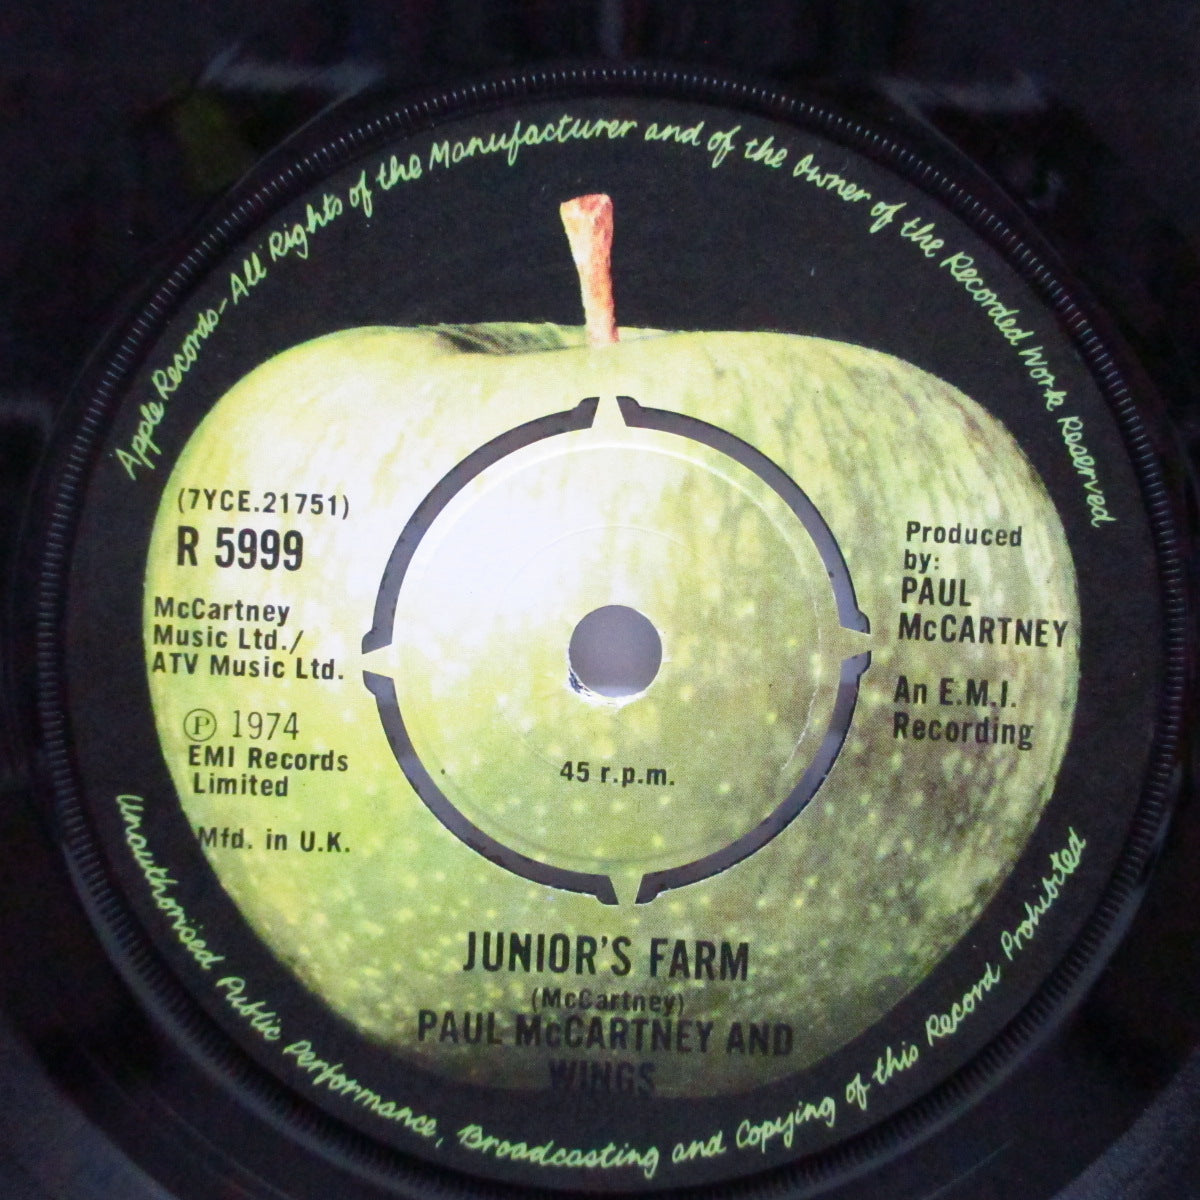 Apple Records-All Rights of the Manufacturer and of the Owner of the Recorded Work Reserved
(7YCE.21751)
R 5999
McCartney
Music Ltd./
ATV Music Ltd.
Ⓟ 1974
EMI Records
Limited
Mfd. in U.K.
Produced
by:
PAUL
McCARTNEY
An E.M.I.
Recording
45 r.p.m.
JUNIOR'S FARM
(McCartney)
PAUL McCARTNEY AND
WINGS
Unauthorised Public Performance, Broadcasting and Copying of this Record Prohibited